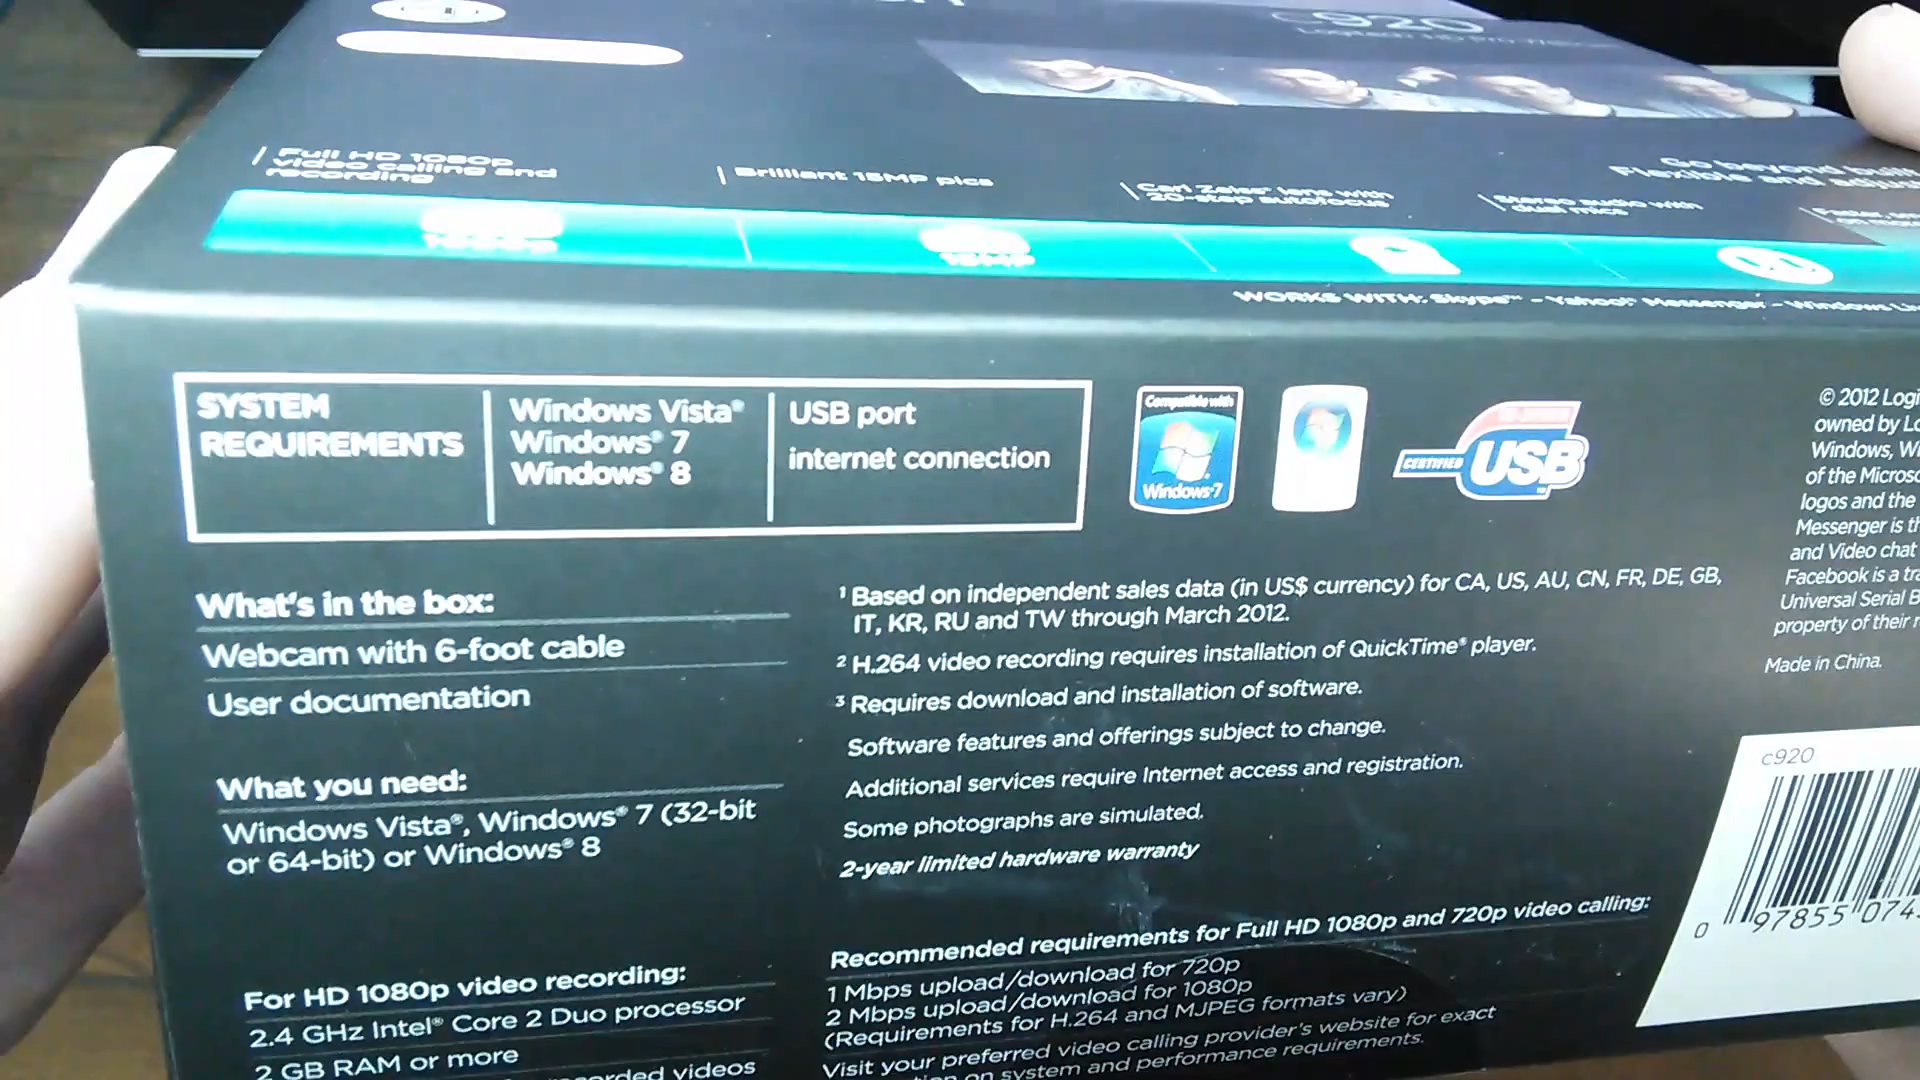 c920
Full HD 1080p
video calling and
recording
Brilliant 15MP pics
Carl Zeiss® lens with
20-step autofocus
Stereo audio with
dual mics
Go beyond built
Flexible and adjus
1080p
15MP
WORKS WITH: Skype™ - Yahoo!® Messenger - Windows Liv
SYSTEM
REQUIREMENTS
Windows Vista®
Windows® 7
Windows® 8
USB port
internet connection
Compatible with
Windows 7
CERTIFIED
USB
© 2012 Logi
owned by Lo
Windows, Wi
of the Microso
logos and the
Messenger is th
and Video chat
Facebook is a tra
Universal Serial B
property of their r
Made in China.
What's in the box:
Webcam with 6-foot cable
User documentation
What you need:
Windows Vista®, Windows® 7 (32-bit
or 64-bit) or Windows® 8
For HD 1080p video recording:
2.4 GHz Intel® Core 2 Duo processor
2 GB RAM or more
recorded videos
¹ Based on independent sales data (in US$ currency) for CA, US, AU, CN, FR, DE, GB,
IT, KR, RU and TW through March 2012.
² H.264 video recording requires installation of QuickTime® player.
³ Requires download and installation of software.
Software features and offerings subject to change.
Additional services require Internet access and registration.
Some photographs are simulated.
2-year limited hardware warranty
Recommended requirements for Full HD 1080p and 720p video calling:
1 Mbps upload/download for 720p
2 Mbps upload/download for 1080p
(Requirements for H.264 and MJPEG formats vary)
Visit your preferred video calling provider's website for exact
on system and performance requirements.
c920
0 97855 074